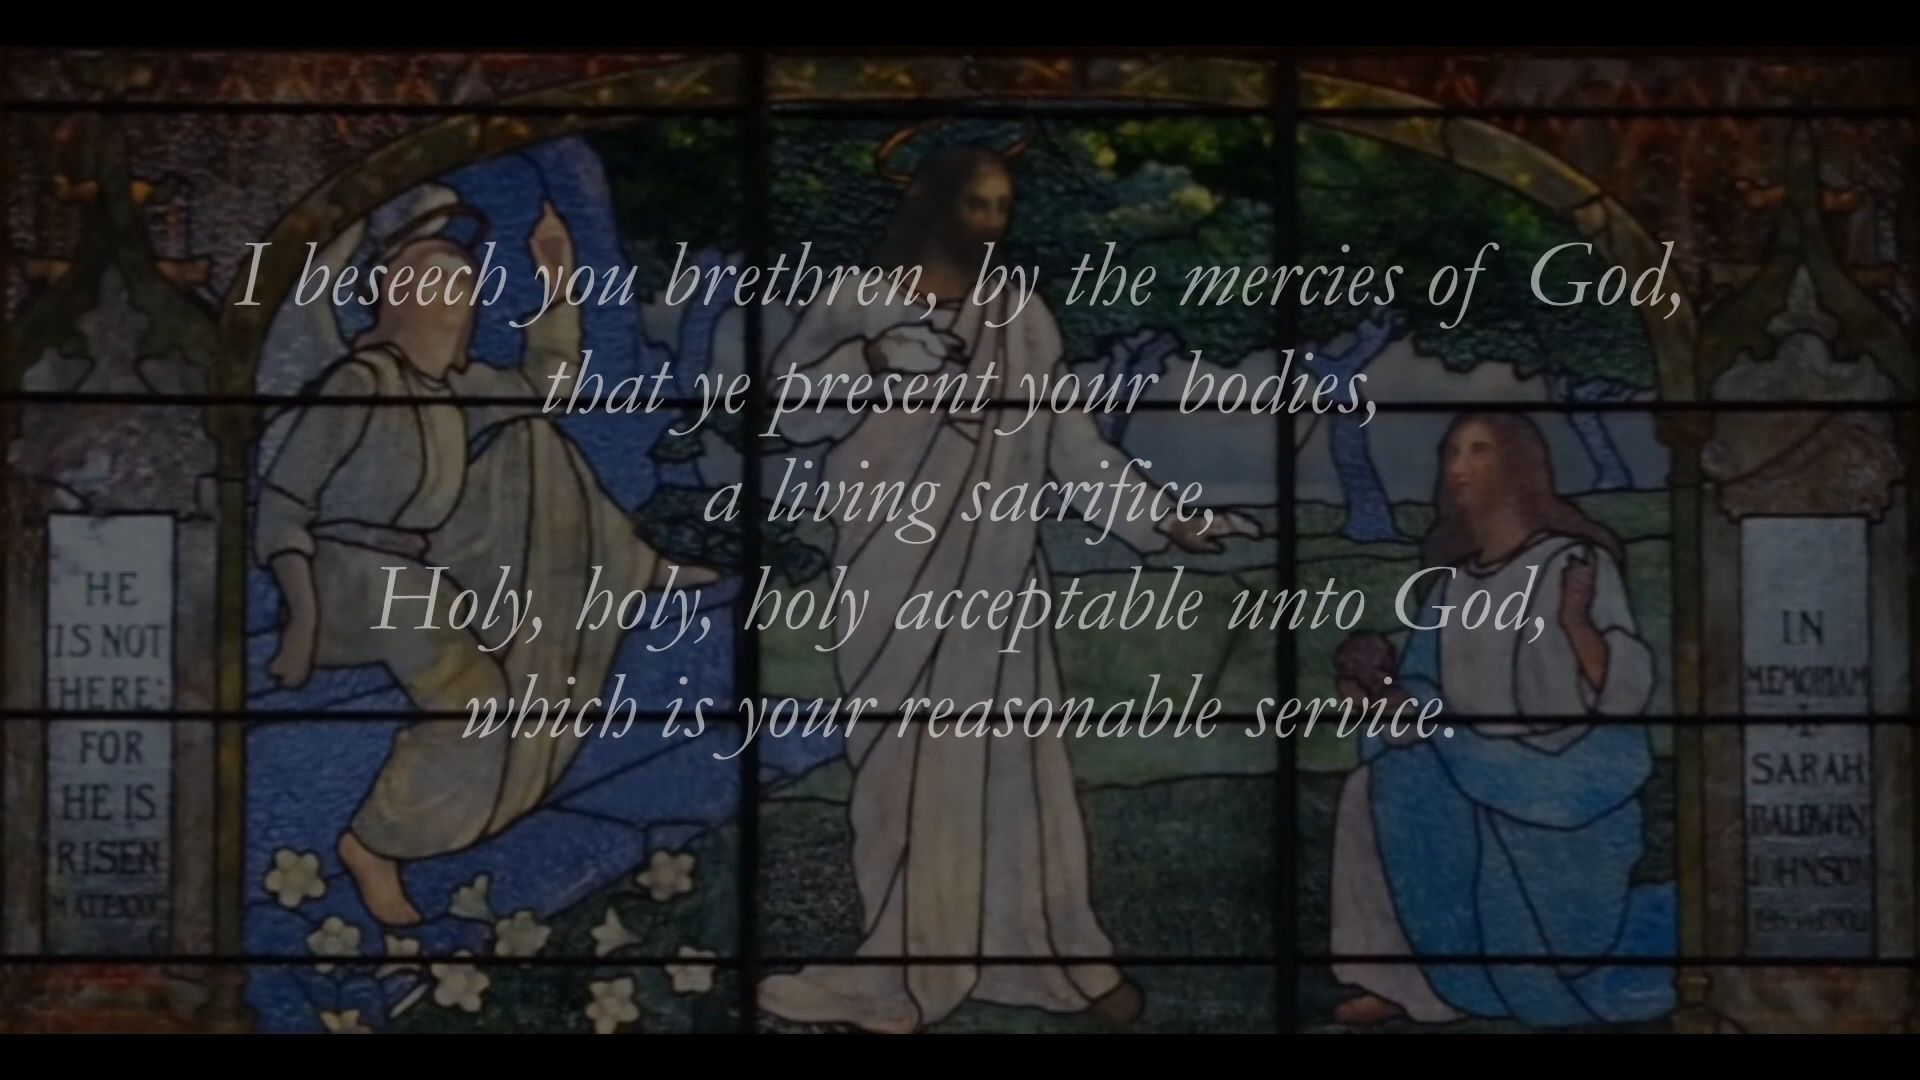 I beseech you brethren, by the mercies of God,
that ye present your bodies,
a living sacrifice,
Holy, holy, holy acceptable unto God,
which is your reasonable service.
HE
IS NOT
HERE:
FOR
HE IS
RISEN
IN
MEMORIAM
SARAH
BALDWIN
JOHNSON